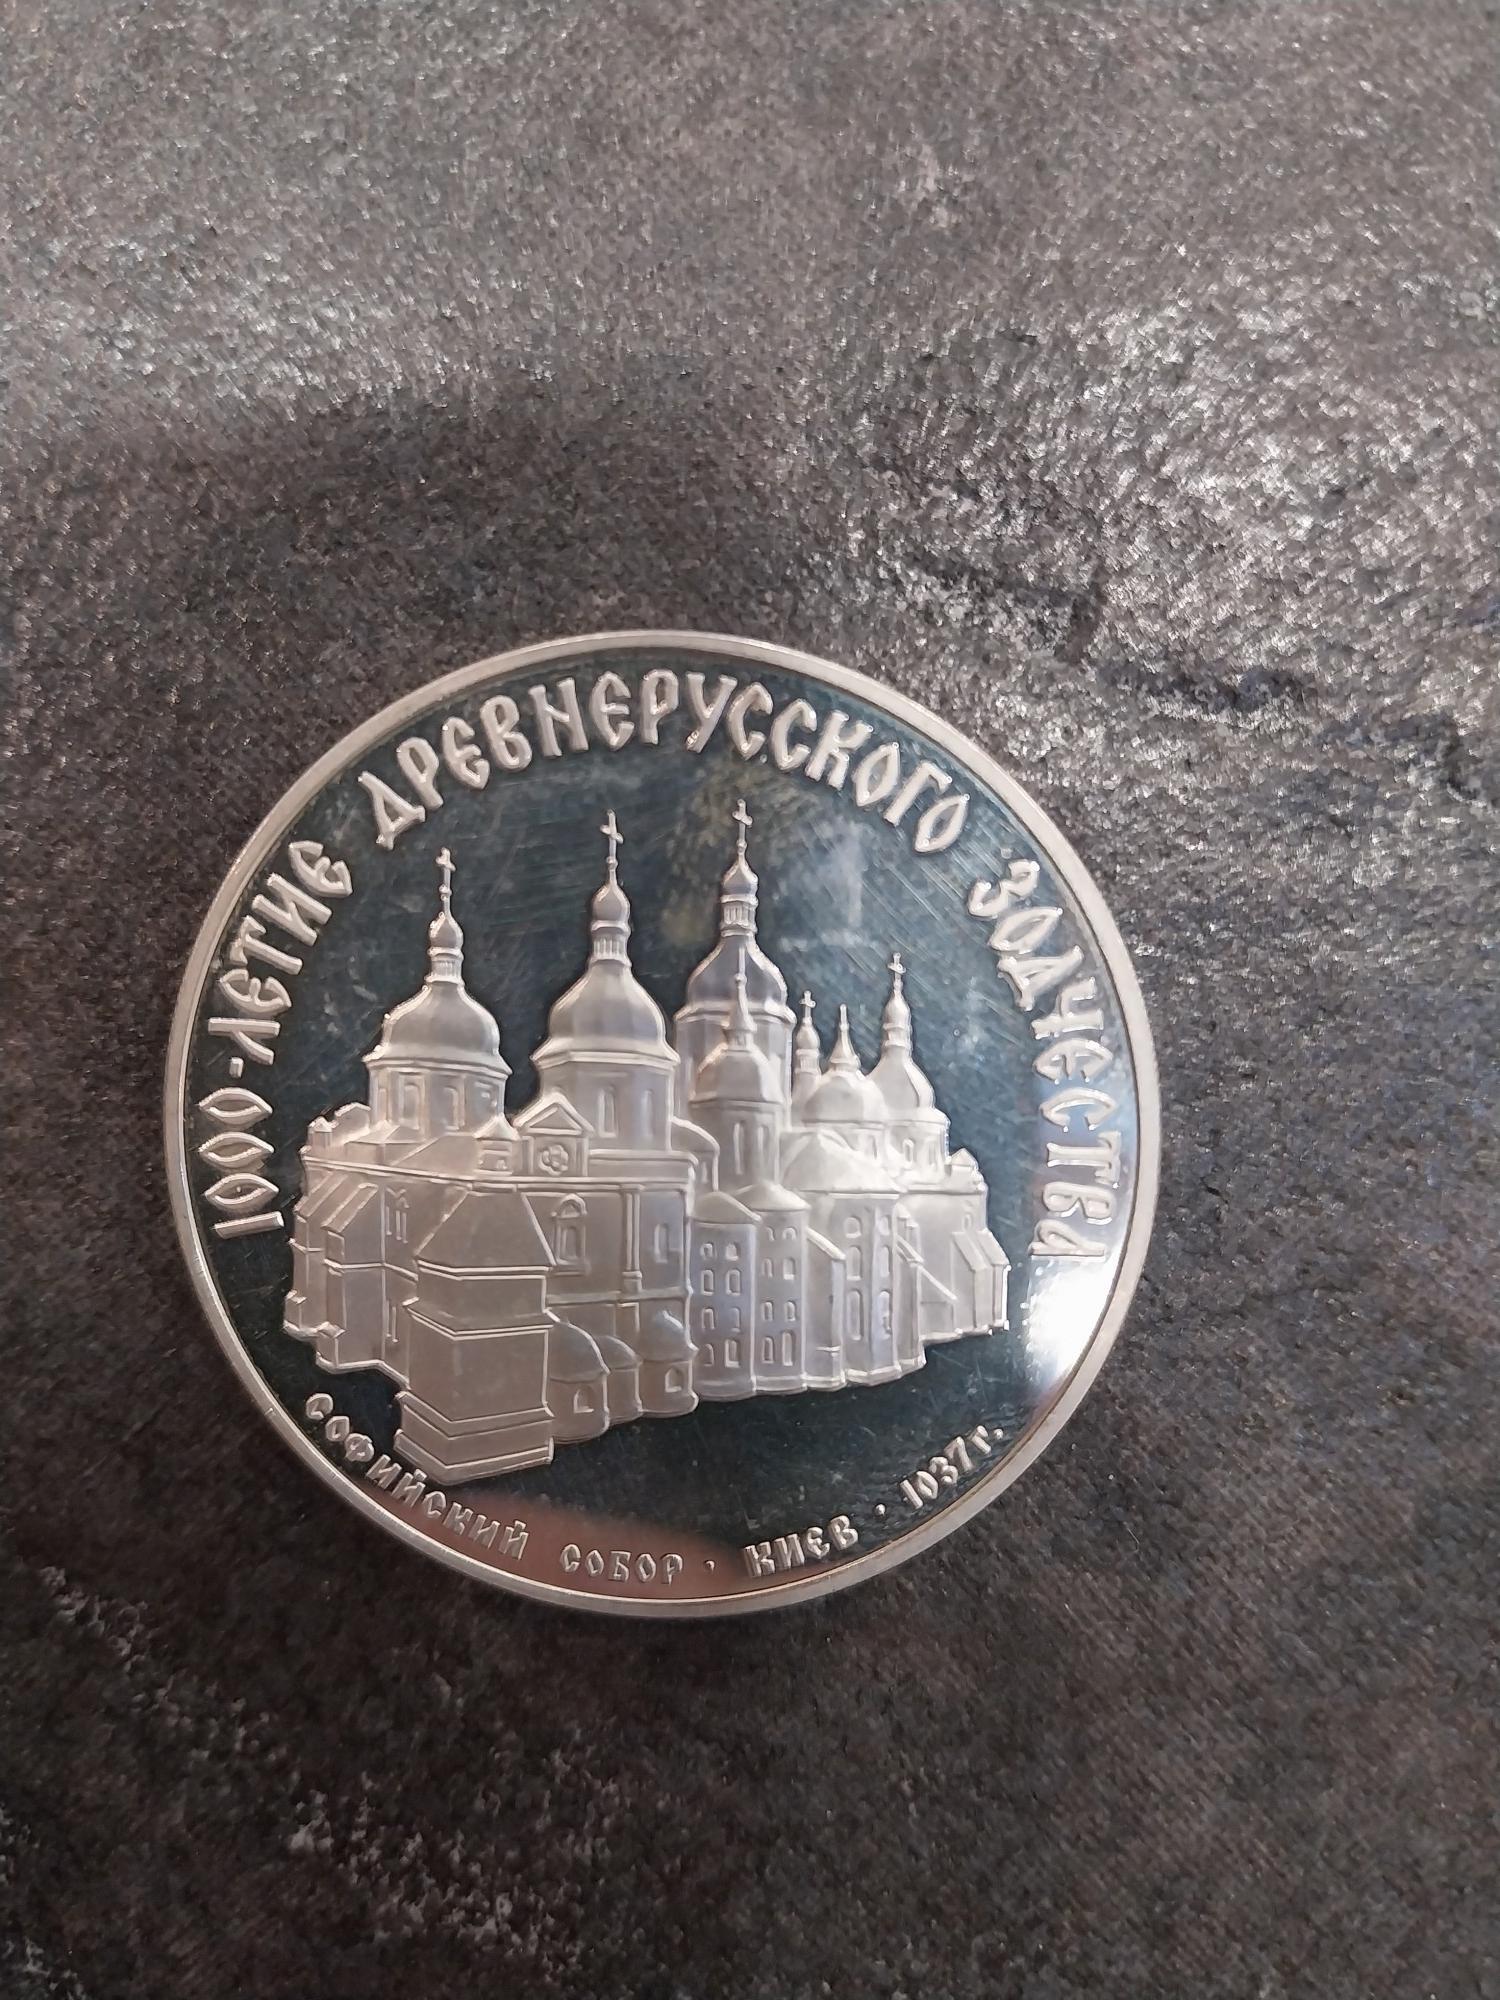 1000-ЛЕТИЕ ДРЕВНЕРУССКОГО ЗОДЧЕСТВА
СОФИЙСКИЙ СОБОР · КИЕВ · 1037 г.